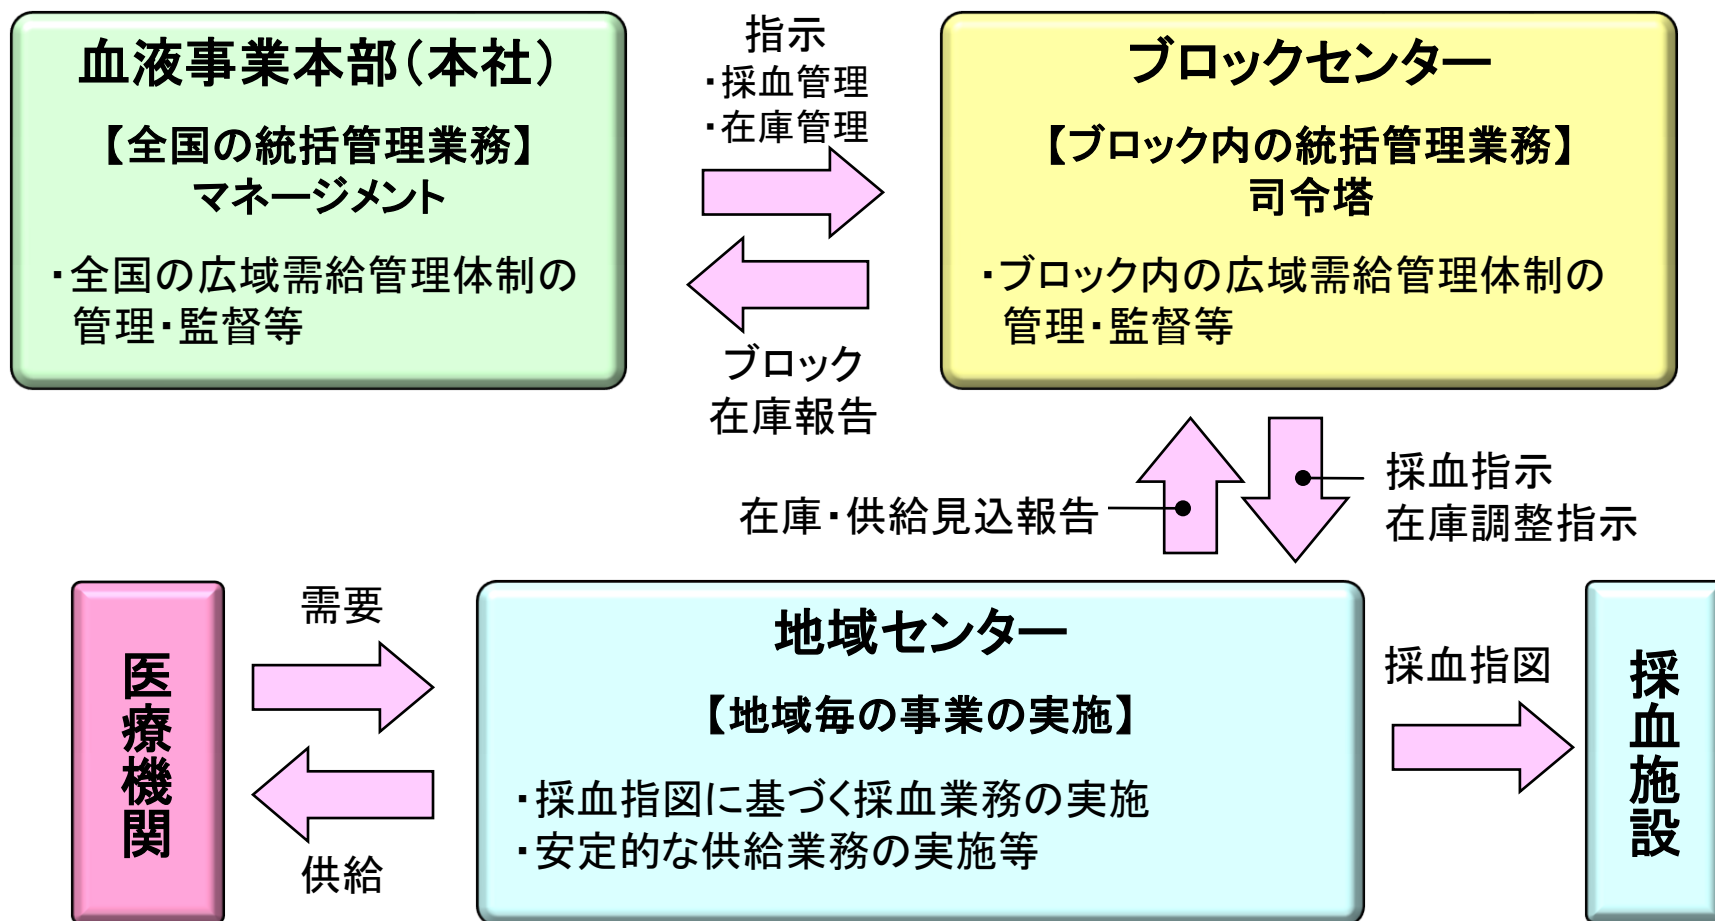 血液事業本部(本社)
【全国の統括管理業務】
マネージメント
・全国の広域需給管理体制の
管理・監督等
指示
・採血管理
・在庫管理
ブロック
在庫報告
ブロックセンター
【ブロック内の統括管理業務】
司令塔
・ブロック内の広域需給管理体制の
管理・監督等
在庫・供給見込報告
採血指示
在庫調整指示
医療機関
需要
供給
地域センター
【地域毎の事業の実施】
・採血指図に基づく採血業務の実施
・安定的な供給業務の実施等
採血指図
採血施設